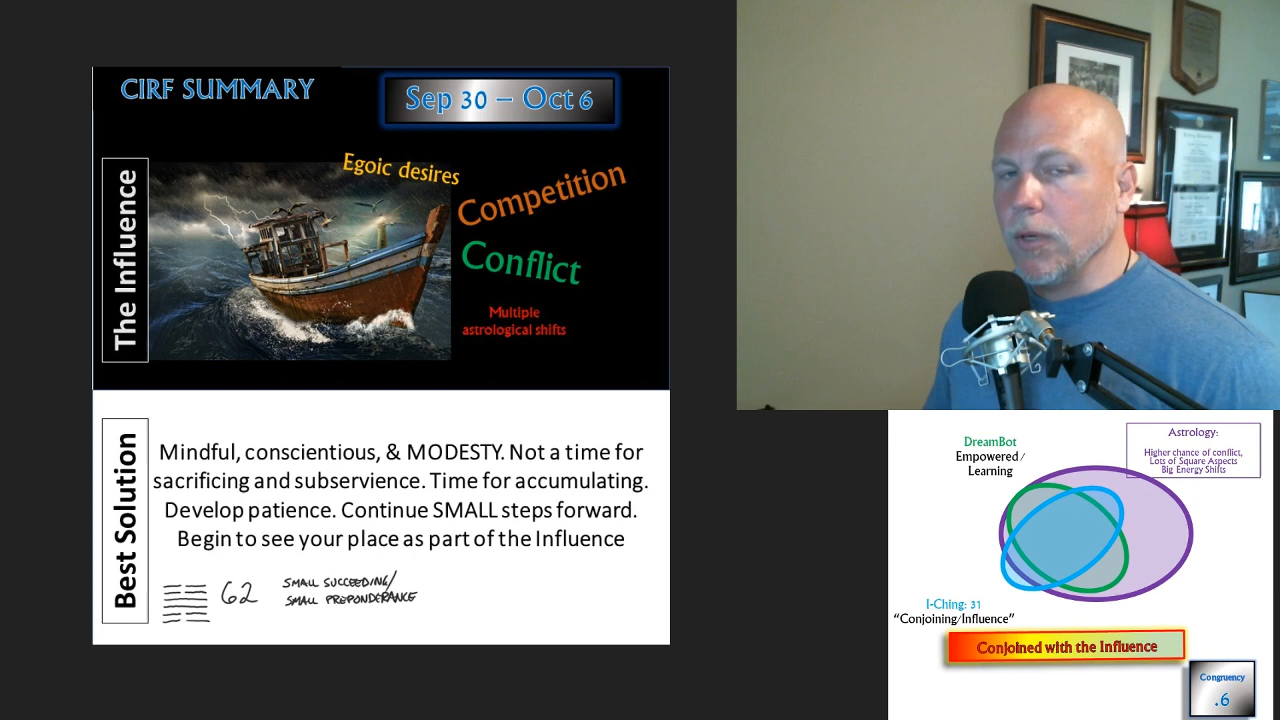 CIRF SUMMARY
Sep 30 – Oct 6
The Influence
Egoic desires
Competition
Conflict
Multiple
astrological shifts
Best Solution
Mindful, conscientious, & MODESTY. Not a time for
sacrificing and subservience. Time for accumulating.
Develop patience. Continue SMALL steps forward.
Begin to see your place as part of the Influence
62 SMALL SUCCEEDING/
SMALL PREPONDERANCE
DreamBot
Empowered/
Learning
Astrology:
Higher chance of conflict,
Lots of Square Aspects
Big Energy Shifts
I-Ching: 31
“Conjoining/Influence”
Conjoined with the Influence
Congruency
.6